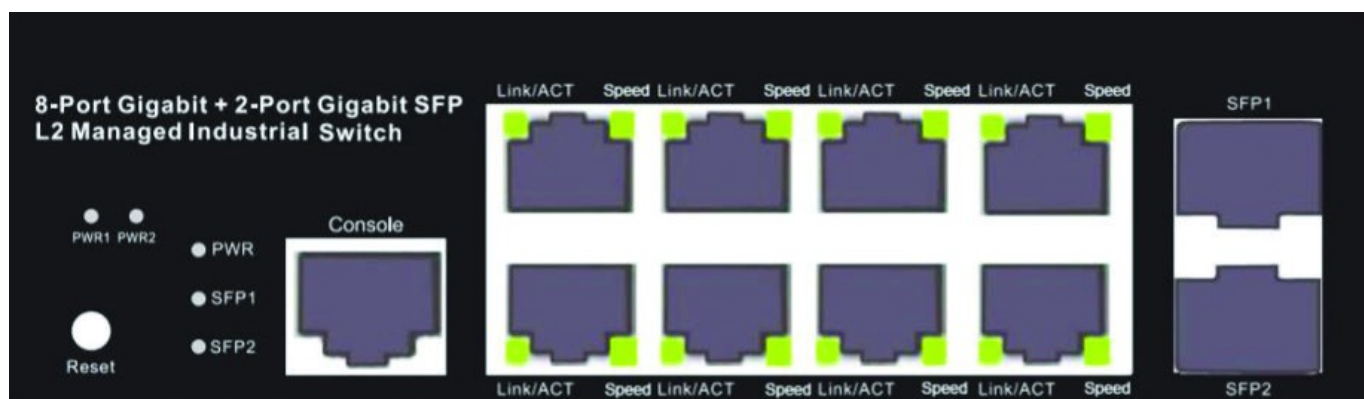 8-Port Gigabit + 2-Port Gigabit SFP
L2 Managed Industrial Switch
PWR1 PWR2
PWR
SFP1
SFP2
Reset
Console
Link/ACT Speed Link/ACT Speed Link/ACT Speed Link/ACT Speed
Link/ACT Speed Link/ACT Speed Link/ACT Speed Link/ACT Speed
SFP1
SFP2